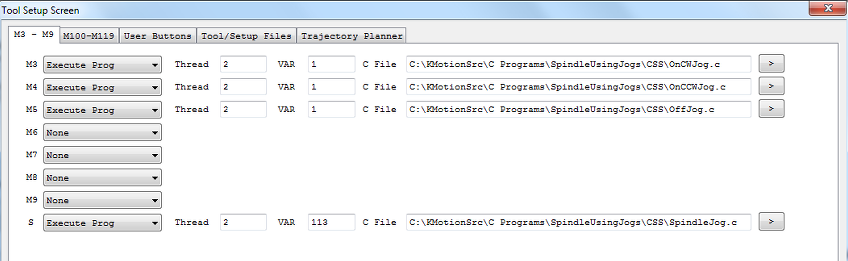 Tool Setup Screen
M3 - M9 M100-M119 User Buttons Tool/Setup Files Trajectory Planner
M3 Execute Prog Thread 2 VAR 1 C File C:\KMotionSrc\C Programs\SpindleUsingJogs\CSS\OnCWJog.c >
M4 Execute Prog Thread 2 VAR 1 C File C:\KMotionSrc\C Programs\SpindleUsingJogs\CSS\OnCCWJog.c >
M5 Execute Prog Thread 2 VAR 1 C File C:\KMotionSrc\C Programs\SpindleUsingJogs\CSS\OffJog.c >
M6 None
M7 None
M8 None
M9 None
S Execute Prog Thread 2 VAR 113 C File C:\KMotionSrc\C Programs\SpindleUsingJogs\CSS\SpindleJog.c >